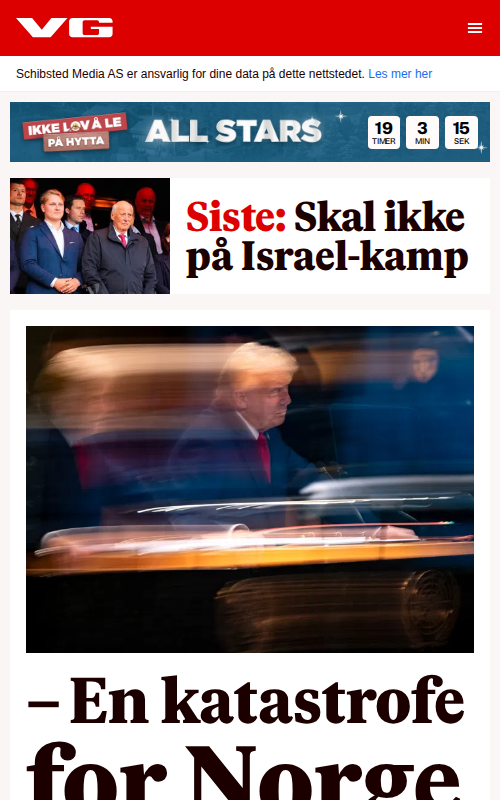 VG
Schibsted Media AS er ansvarlig for dine data på dette nettstedet. Les mer her
IKKE LOV Å LE
PÅ HYTTA
ALL STARS
19 3 15
TIMER MIN SEK
Siste: Skal ikke
på Israel-kamp
– En katastrofe
for Norge